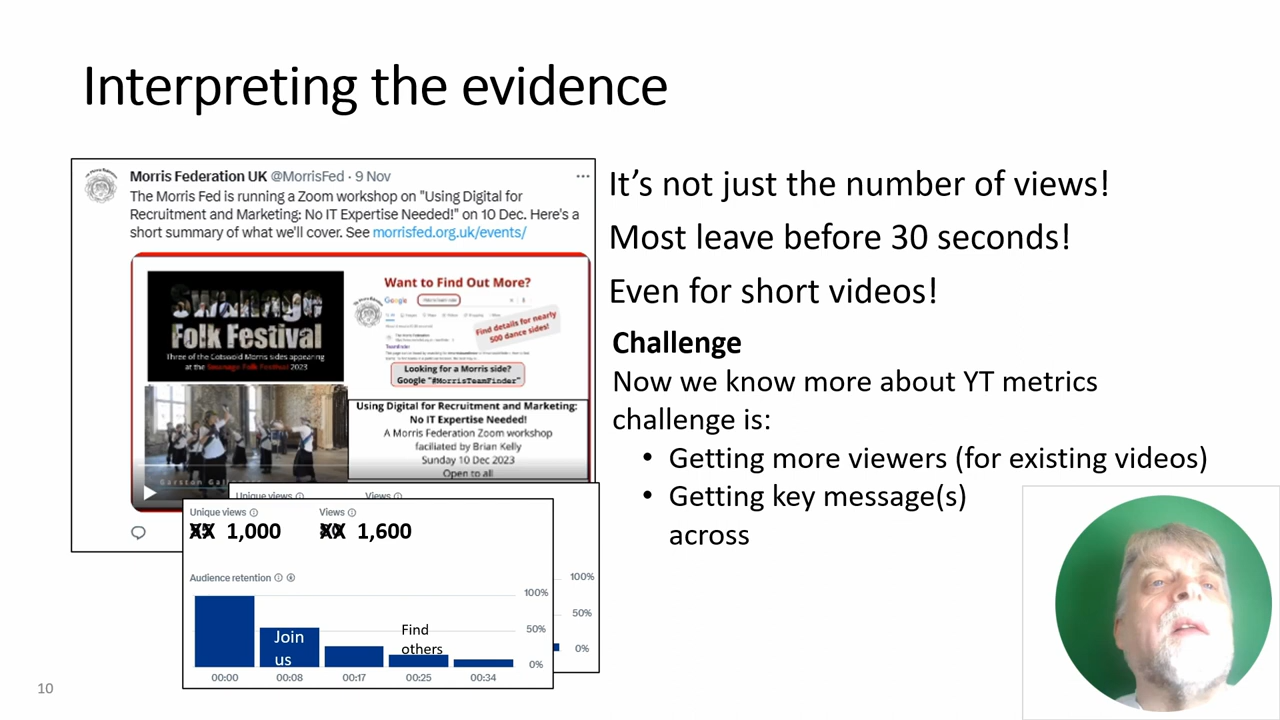 Interpreting the evidence
Morris Federation UK @MorrisFed · 9 Nov
The Morris Fed is running a Zoom workshop on "Using Digital for
Recruitment and Marketing: No IT Expertise Needed!" on 10 Dec. Here's a
short summary of what we'll cover. See morrisfed.org.uk/events/
Swanage
Folk Festival
Three of the Cotswold Morris sides appearing
at the Swanage Folk Festival 2023
Want to Find Out More?
Google
Find details for nearly
500 dance sides!
Looking for a Morris side?
Google "#MorrisTeamFinder"
Using Digital for Recruitment and Marketing:
No IT Expertise Needed!
A Morris Federation Zoom workshop
faciliated by Brian Kelly
Sunday 10 Dec 2023
Open to all
Unique views
Views
Unique views
Views
XX 1,000
XX 1,600
Audience retention
100%
50%
0%
Join
us
Find
others
00:00
00:08
00:17
00:25
00:34
100%
50%
0%
It's not just the number of views!
Most leave before 30 seconds!
Even for short videos!
Challenge
Now we know more about YT metrics
challenge is:
• Getting more viewers (for existing videos)
• Getting key message(s)
across
10